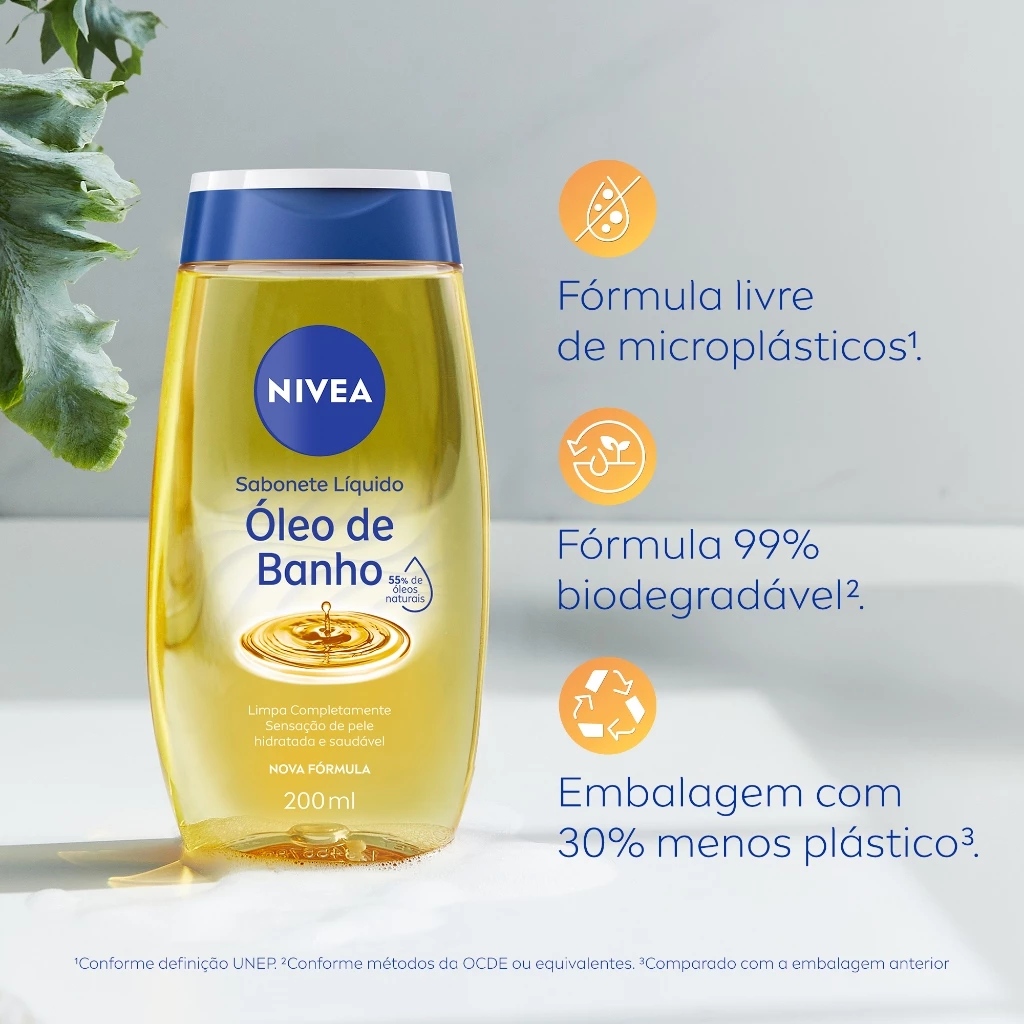 NIVEA
Sabonete Líquido
Óleo de
Banho
55% de
óleos
naturais
Limpa Completamente
Sensação de pele
hidratada e saudável
NOVA FÓRMULA
200 ml
Fórmula livre
de microplásticos¹.
Fórmula 99%
biodegradável².
Embalagem com
30% menos plástico³.
¹Conforme definição UNEP. ²Conforme métodos da OCDE ou equivalentes. ³Comparado com a embalagem anterior